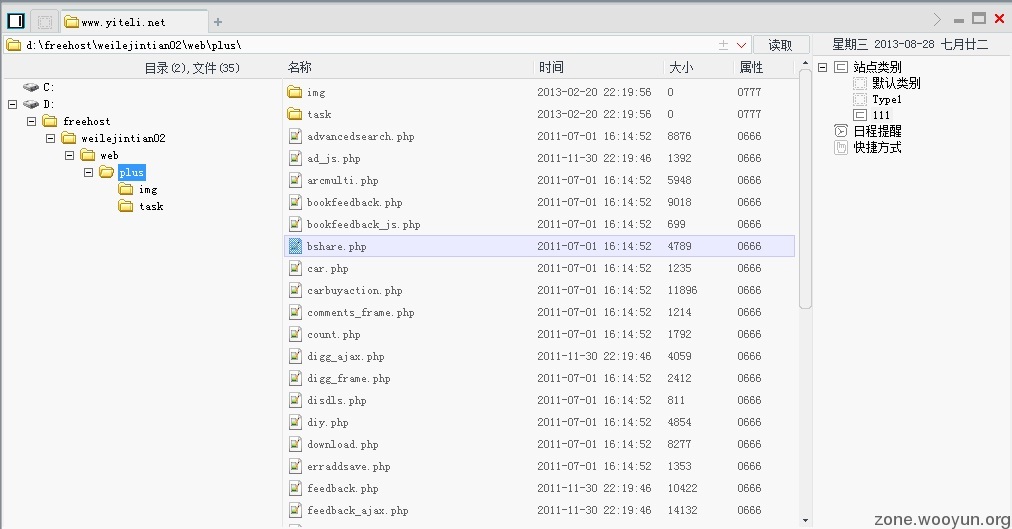 www.yiteli.net
d:\freehost\weilejintian02\web\plus\
读取
星期三 2013-08-28 七月廿二
目录(2),文件(35)
C:
D:
freehost
weilejintian02
web
plus
img
task
名称 时间 大小 属性
img 2013-02-20 22:19:56 0 0777
task 2013-02-20 22:19:56 0 0777
advancedsearch.php 2011-07-01 16:14:52 8876 0666
ad_js.php 2011-11-30 22:19:46 1392 0666
arcmulti.php 2011-07-01 16:14:52 5948 0666
bookfeedback.php 2011-07-01 16:14:52 9018 0666
bookfeedback_js.php 2011-07-01 16:14:52 699 0666
bshare.php 2011-07-01 16:14:52 4789 0666
car.php 2011-07-01 16:14:52 1235 0666
carbuyaction.php 2011-07-01 16:14:52 11896 0666
comments_frame.php 2011-07-01 16:14:52 1214 0666
count.php 2011-07-01 16:14:52 1792 0666
digg_ajax.php 2011-11-30 22:19:46 4059 0666
digg_frame.php 2011-07-01 16:14:52 2412 0666
disdls.php 2011-07-01 16:14:52 811 0666
diy.php 2011-07-01 16:14:52 4854 0666
download.php 2011-07-01 16:14:52 8277 0666
erraddsave.php 2011-07-01 16:14:52 1353 0666
feedback.php 2011-11-30 22:19:46 10422 0666
feedback_ajax.php 2011-11-30 22:19:46 14132 0666
站点类别
默认类别
Type1
111
日程提醒
快捷方式
zone.wooyun.org